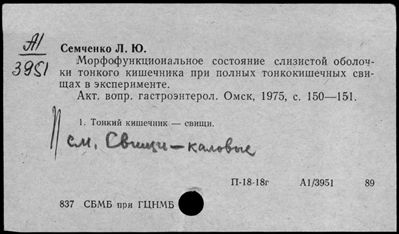 А1
3951
Семченко Л. Ю.
Морфофункциональное состояние слизистой оболоч-
ки тонкого кишечника при полных тонкокишечных сви-
щах в эксперименте.
Акт. вопр. гастроэнтерол. Омск, 1975, с. 150—151.
1. Тонкий кишечник — свищи.
см. Свищи – каловые
П-18-18г А1/3951 89
837 СБМБ при ГЦНМБ